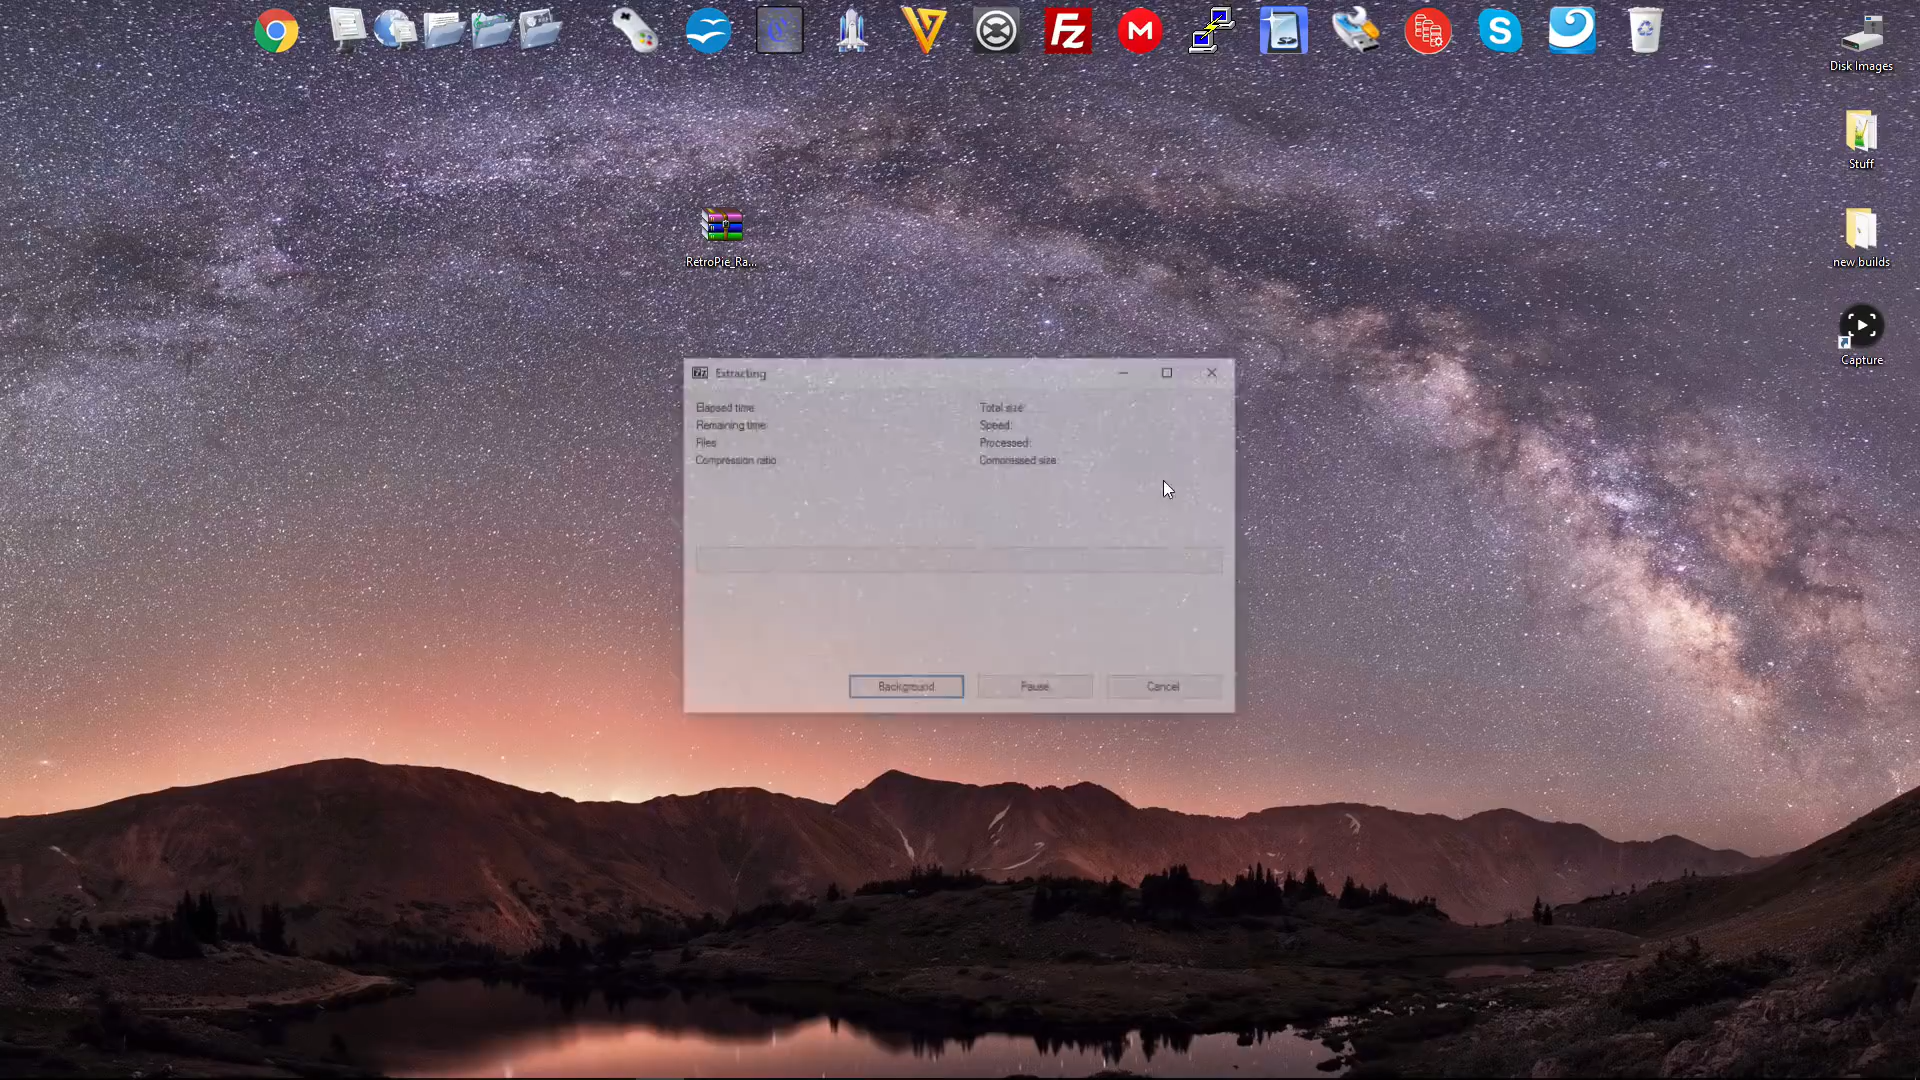 Disk Images
Stuff
RetroPie_Ra...
new builds
Capture
Extracting
Elapsed time:
Total size:
Remaining time:
Speed:
Files:
Processed:
Compression ratio:
Compressed size:
Background
Pause
Cancel